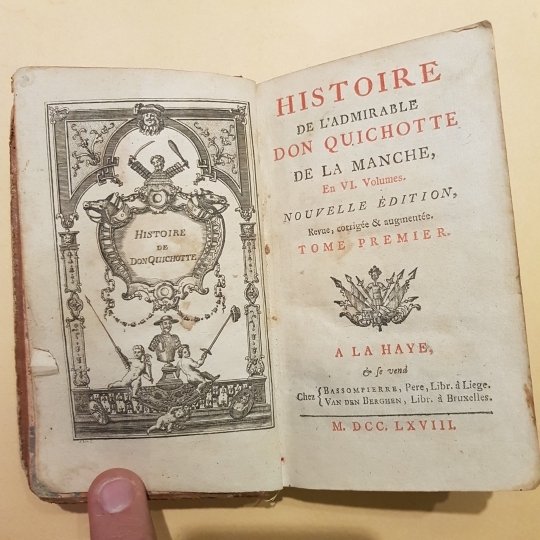 HISTOIRE
DE
DON QUICHOTTE
HISTOIRE
DE L'ADMIRABLE
DON QUICHOTTE
DE LA MANCHE,
En VI. Volumes.
NOUVELLE ÉDITION,
Revue, corrigée & augmentée.
TOME PREMIER.
A LA HAYE,
& se vend
Chez { BASSOMPIERRE, Pere, Libr. à Liege.
VAN DEN BERGHEN, Libr. à Bruxelles.
M. DCC. LXVIII.